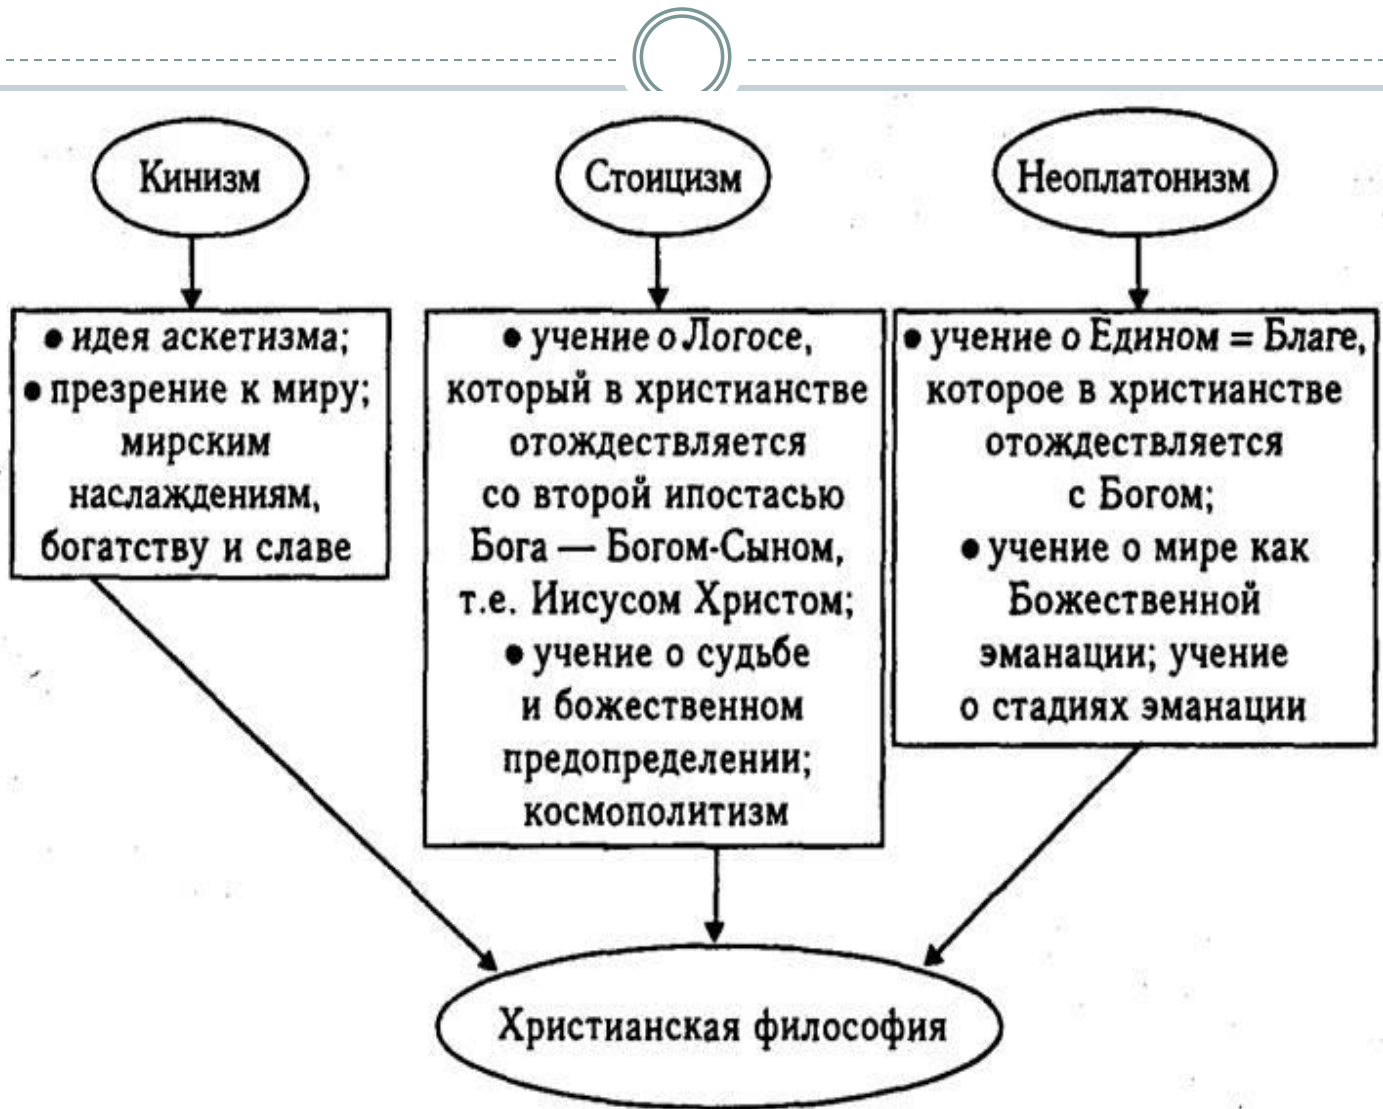 Кинизм
Стоицизм
Неоплатонизм
● идея аскетизма;
● презрение к миру;
мирским
наслаждениям,
богатству и славе
● учение о Логосе,
который в христианстве
отождествляется
со второй ипостасью
Бога — Богом-Сыном,
т.е. Иисусом Христом;
● учение о судьбе
и божественном
предопределении;
космополитизм
● учение о Едином = Благе,
которое в христианстве
отождествляется
с Богом;
● учение о мире как
Божественной
эманации; учение
о стадиях эманации
Христианская философия